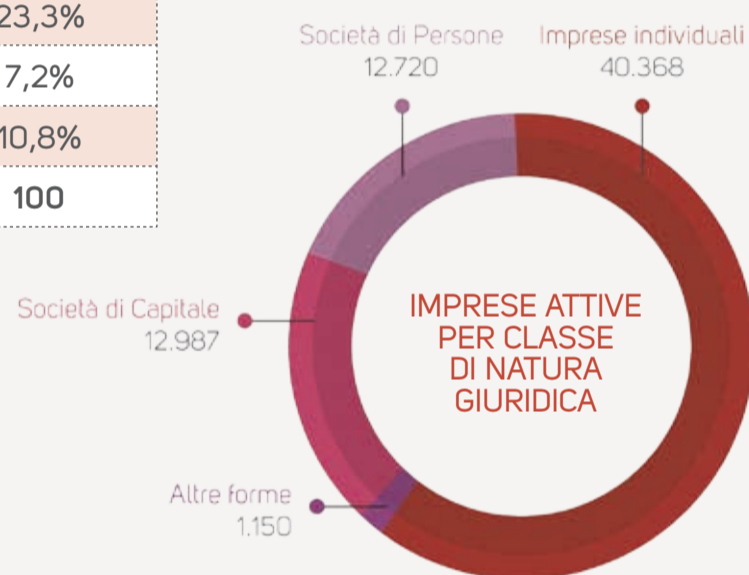 23,3%
7,2%
10,8%
100
Società di Persone
12.720
Imprese individuali
40.368
Società di Capitale
12.987
IMPRESE ATTIVE
PER CLASSE
DI NATURA
GIURIDICA
Altre forme
1.150